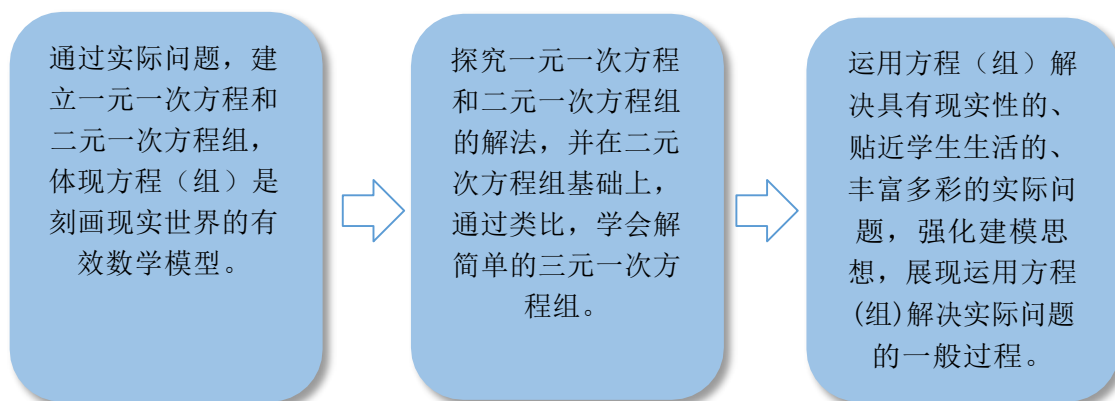 通过实际问题，建
立一元一次方程和
二元一次方程组，
体现方程（组）是
刻画现实世界的有
效数学模型。
探究一元一次方程
和二元一次方程组
的解法，并在二元
次方程组基础上，
通过类比，学会解
简单的三元一次方
程组。
运用方程（组）解
决具有现实性的、
贴近学生生活的、
丰富多彩的实际问
题，强化建模思
想，展现运用方程
(组)解决实际问题
的一般过程。